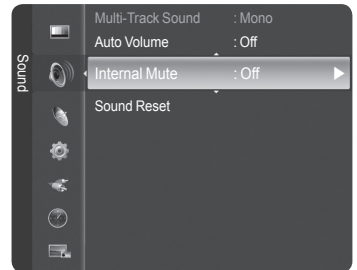 Sound
Multi-Track Sound : Mono
Auto Volume : Off
Internal Mute : Off
Sound Reset